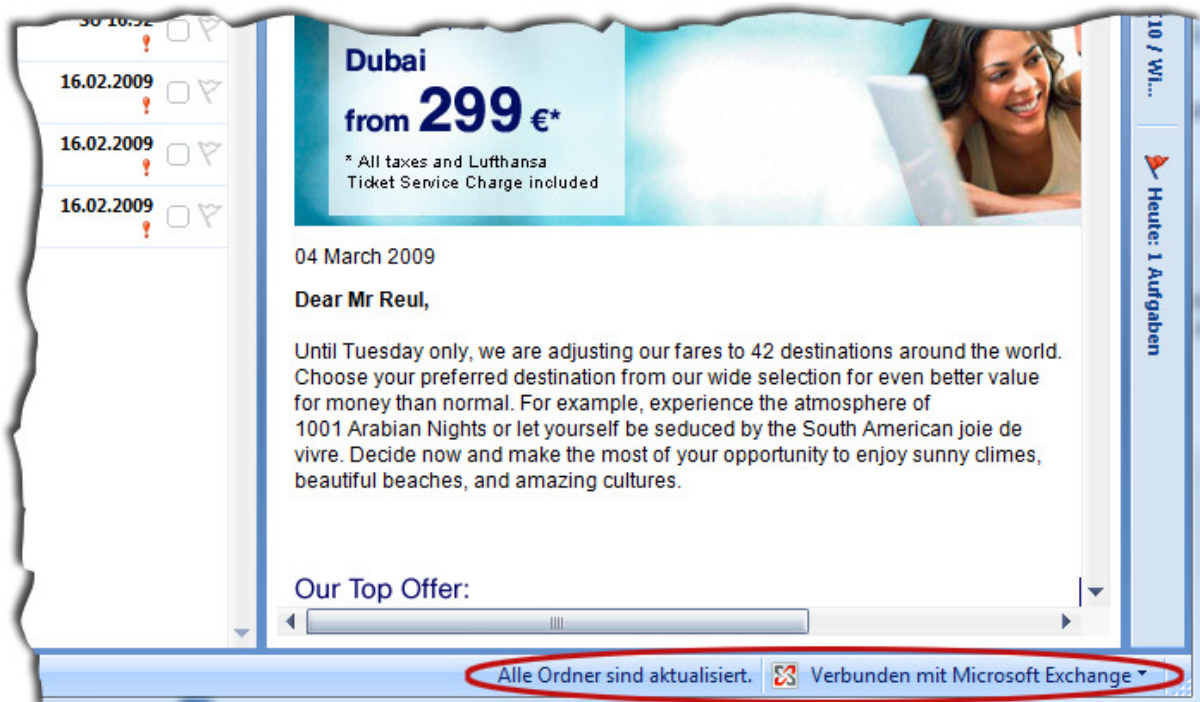 16.02.2009
16.02.2009
16.02.2009
Dubai
from 299 €*
* All taxes and Lufthansa
Ticket Service Charge included
04 March 2009
Dear Mr Reul,
Until Tuesday only, we are adjusting our fares to 42 destinations around the world.
Choose your preferred destination from our wide selection for even better value
for money than normal. For example, experience the atmosphere of
1001 Arabian Nights or let yourself be seduced by the South American joie de
vivre. Decide now and make the most of your opportunity to enjoy sunny climes,
beautiful beaches, and amazing cultures.
Our Top Offer:
10 / Wi...
Heute: 1 Aufgaben
Alle Ordner sind aktualisiert. Verbunden mit Microsoft Exchange